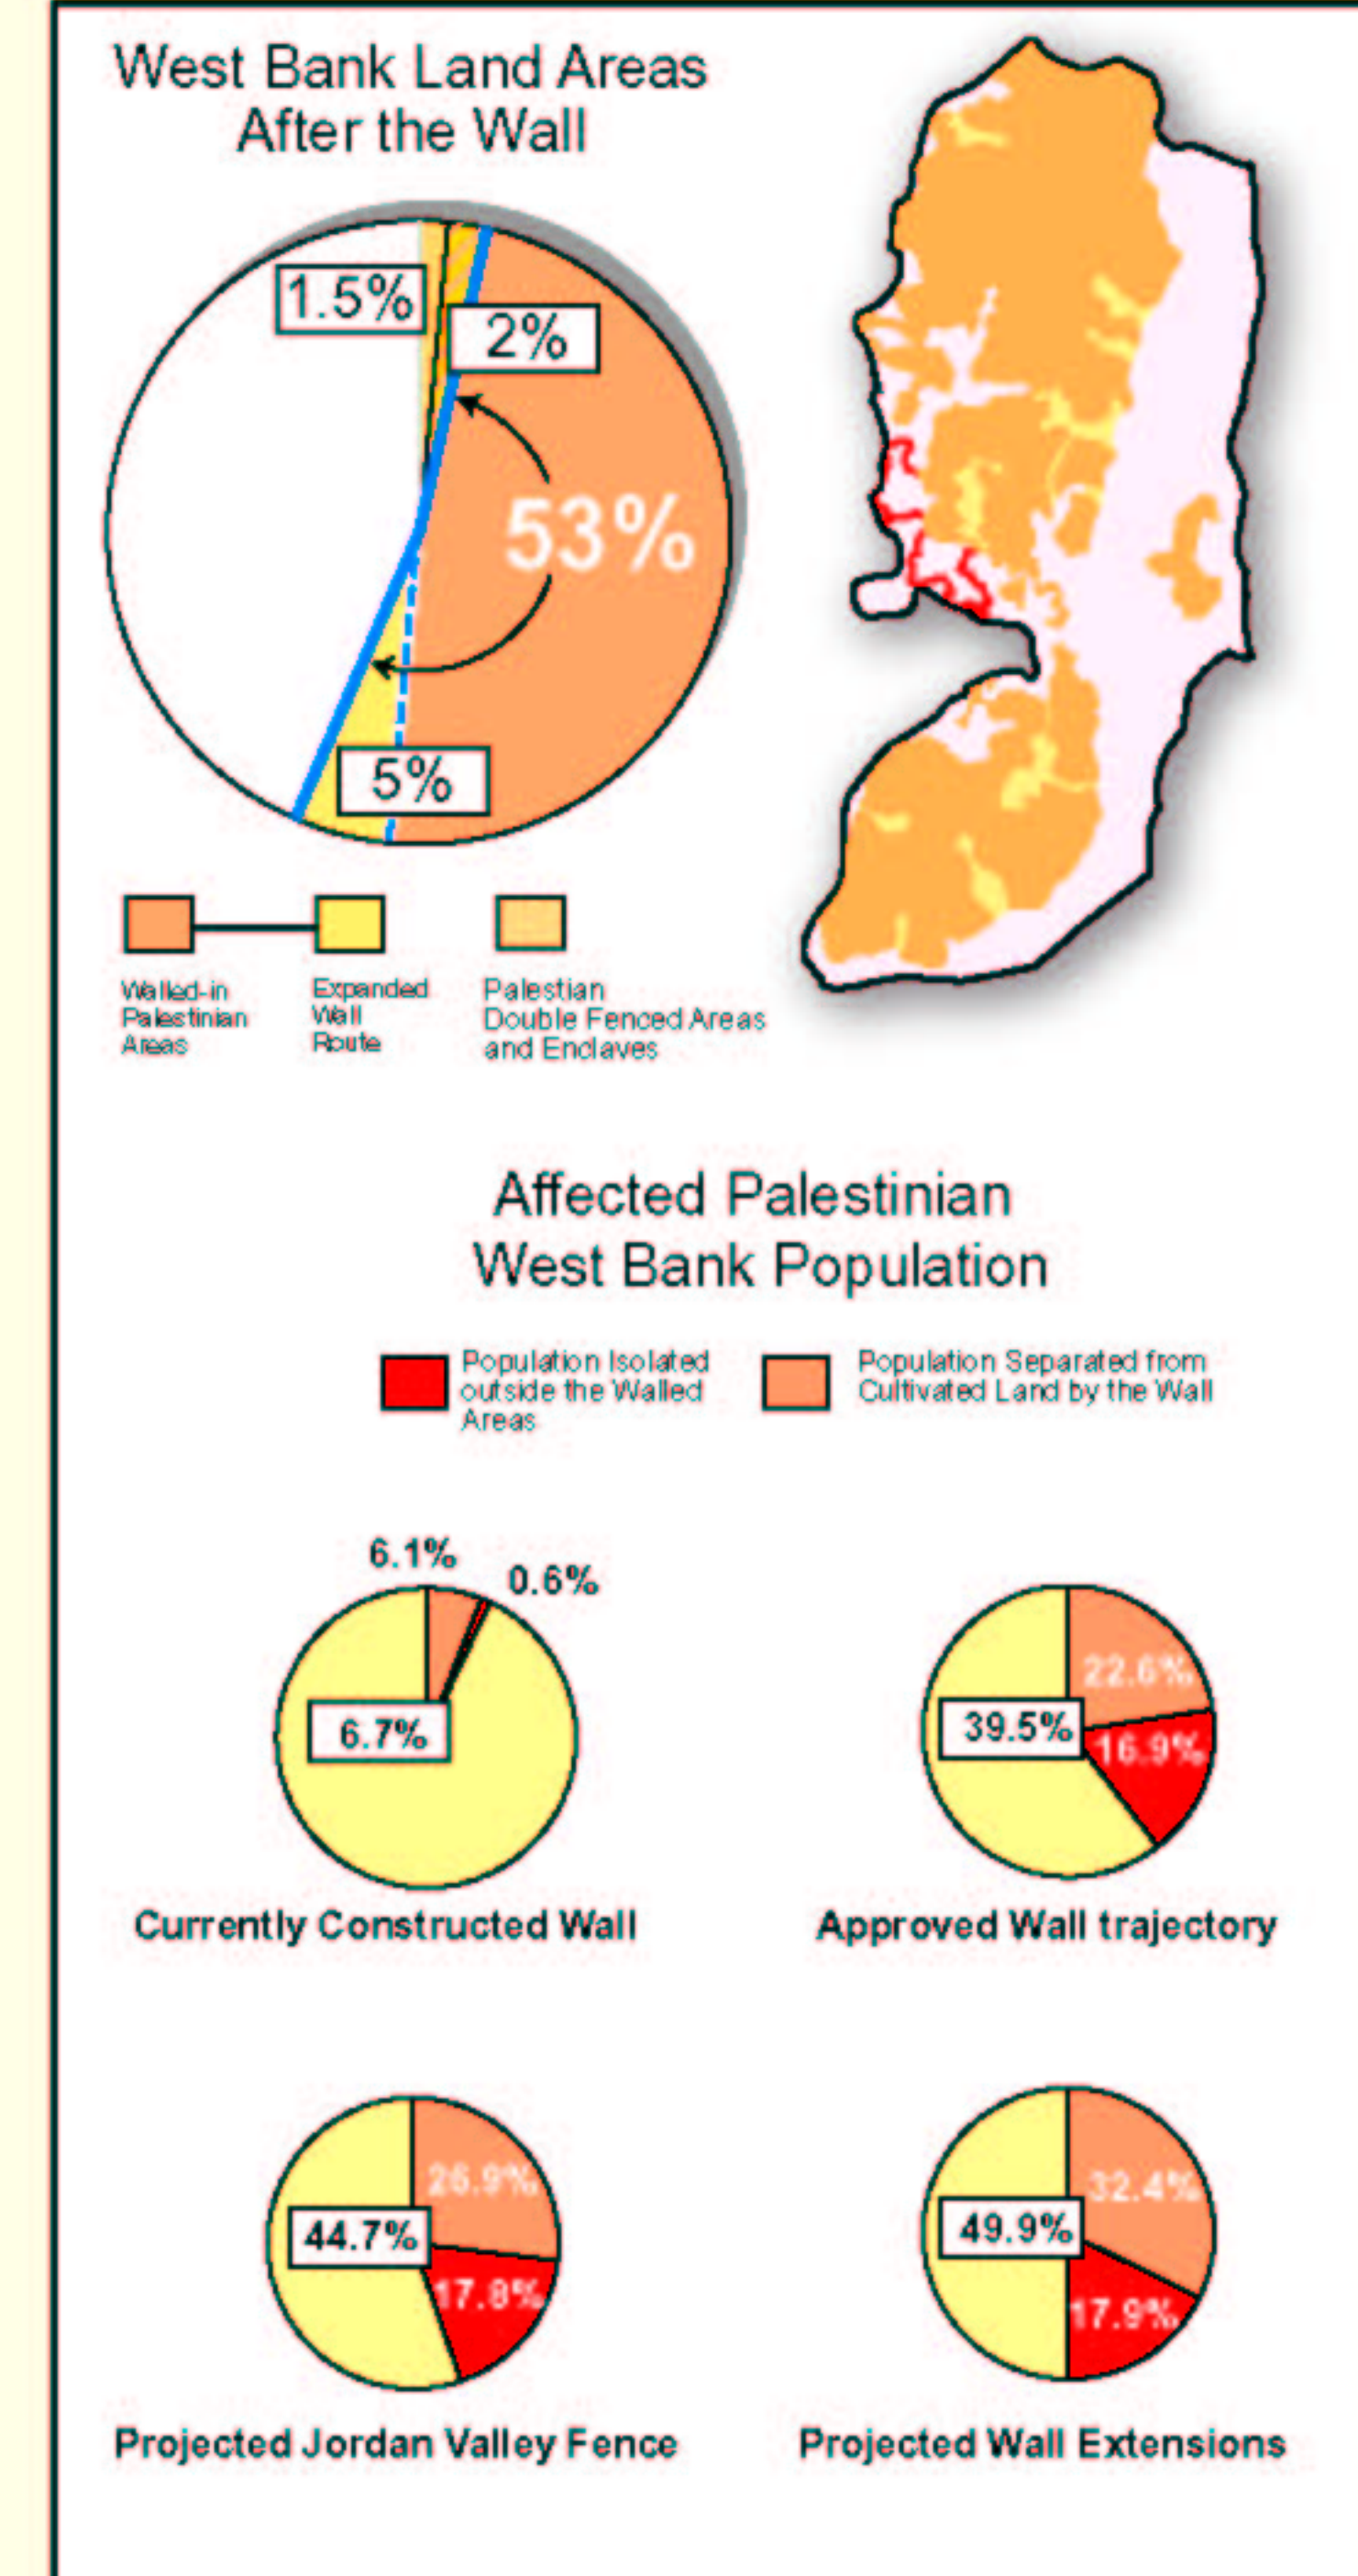 West Bank Land Areas
After the Wall
1.5%
2%
53%
5%
Walled-in
Palestinian
Areas
Expanded
Wall
Route
Palestian
Double Fenced Areas
and Enclaves
Affected Palestinian
West Bank Population
Population Isolated
outside the Walled
Areas
Population Separated from
Cultivated Land by the Wall
6.1%
0.6%
6.7%
Currently Constructed Wall
22.6%
39.5%
16.9%
Approved Wall trajectory
26.9%
44.7%
17.8%
Projected Jordan Valley Fence
32.4%
49.9%
17.9%
Projected Wall Extensions